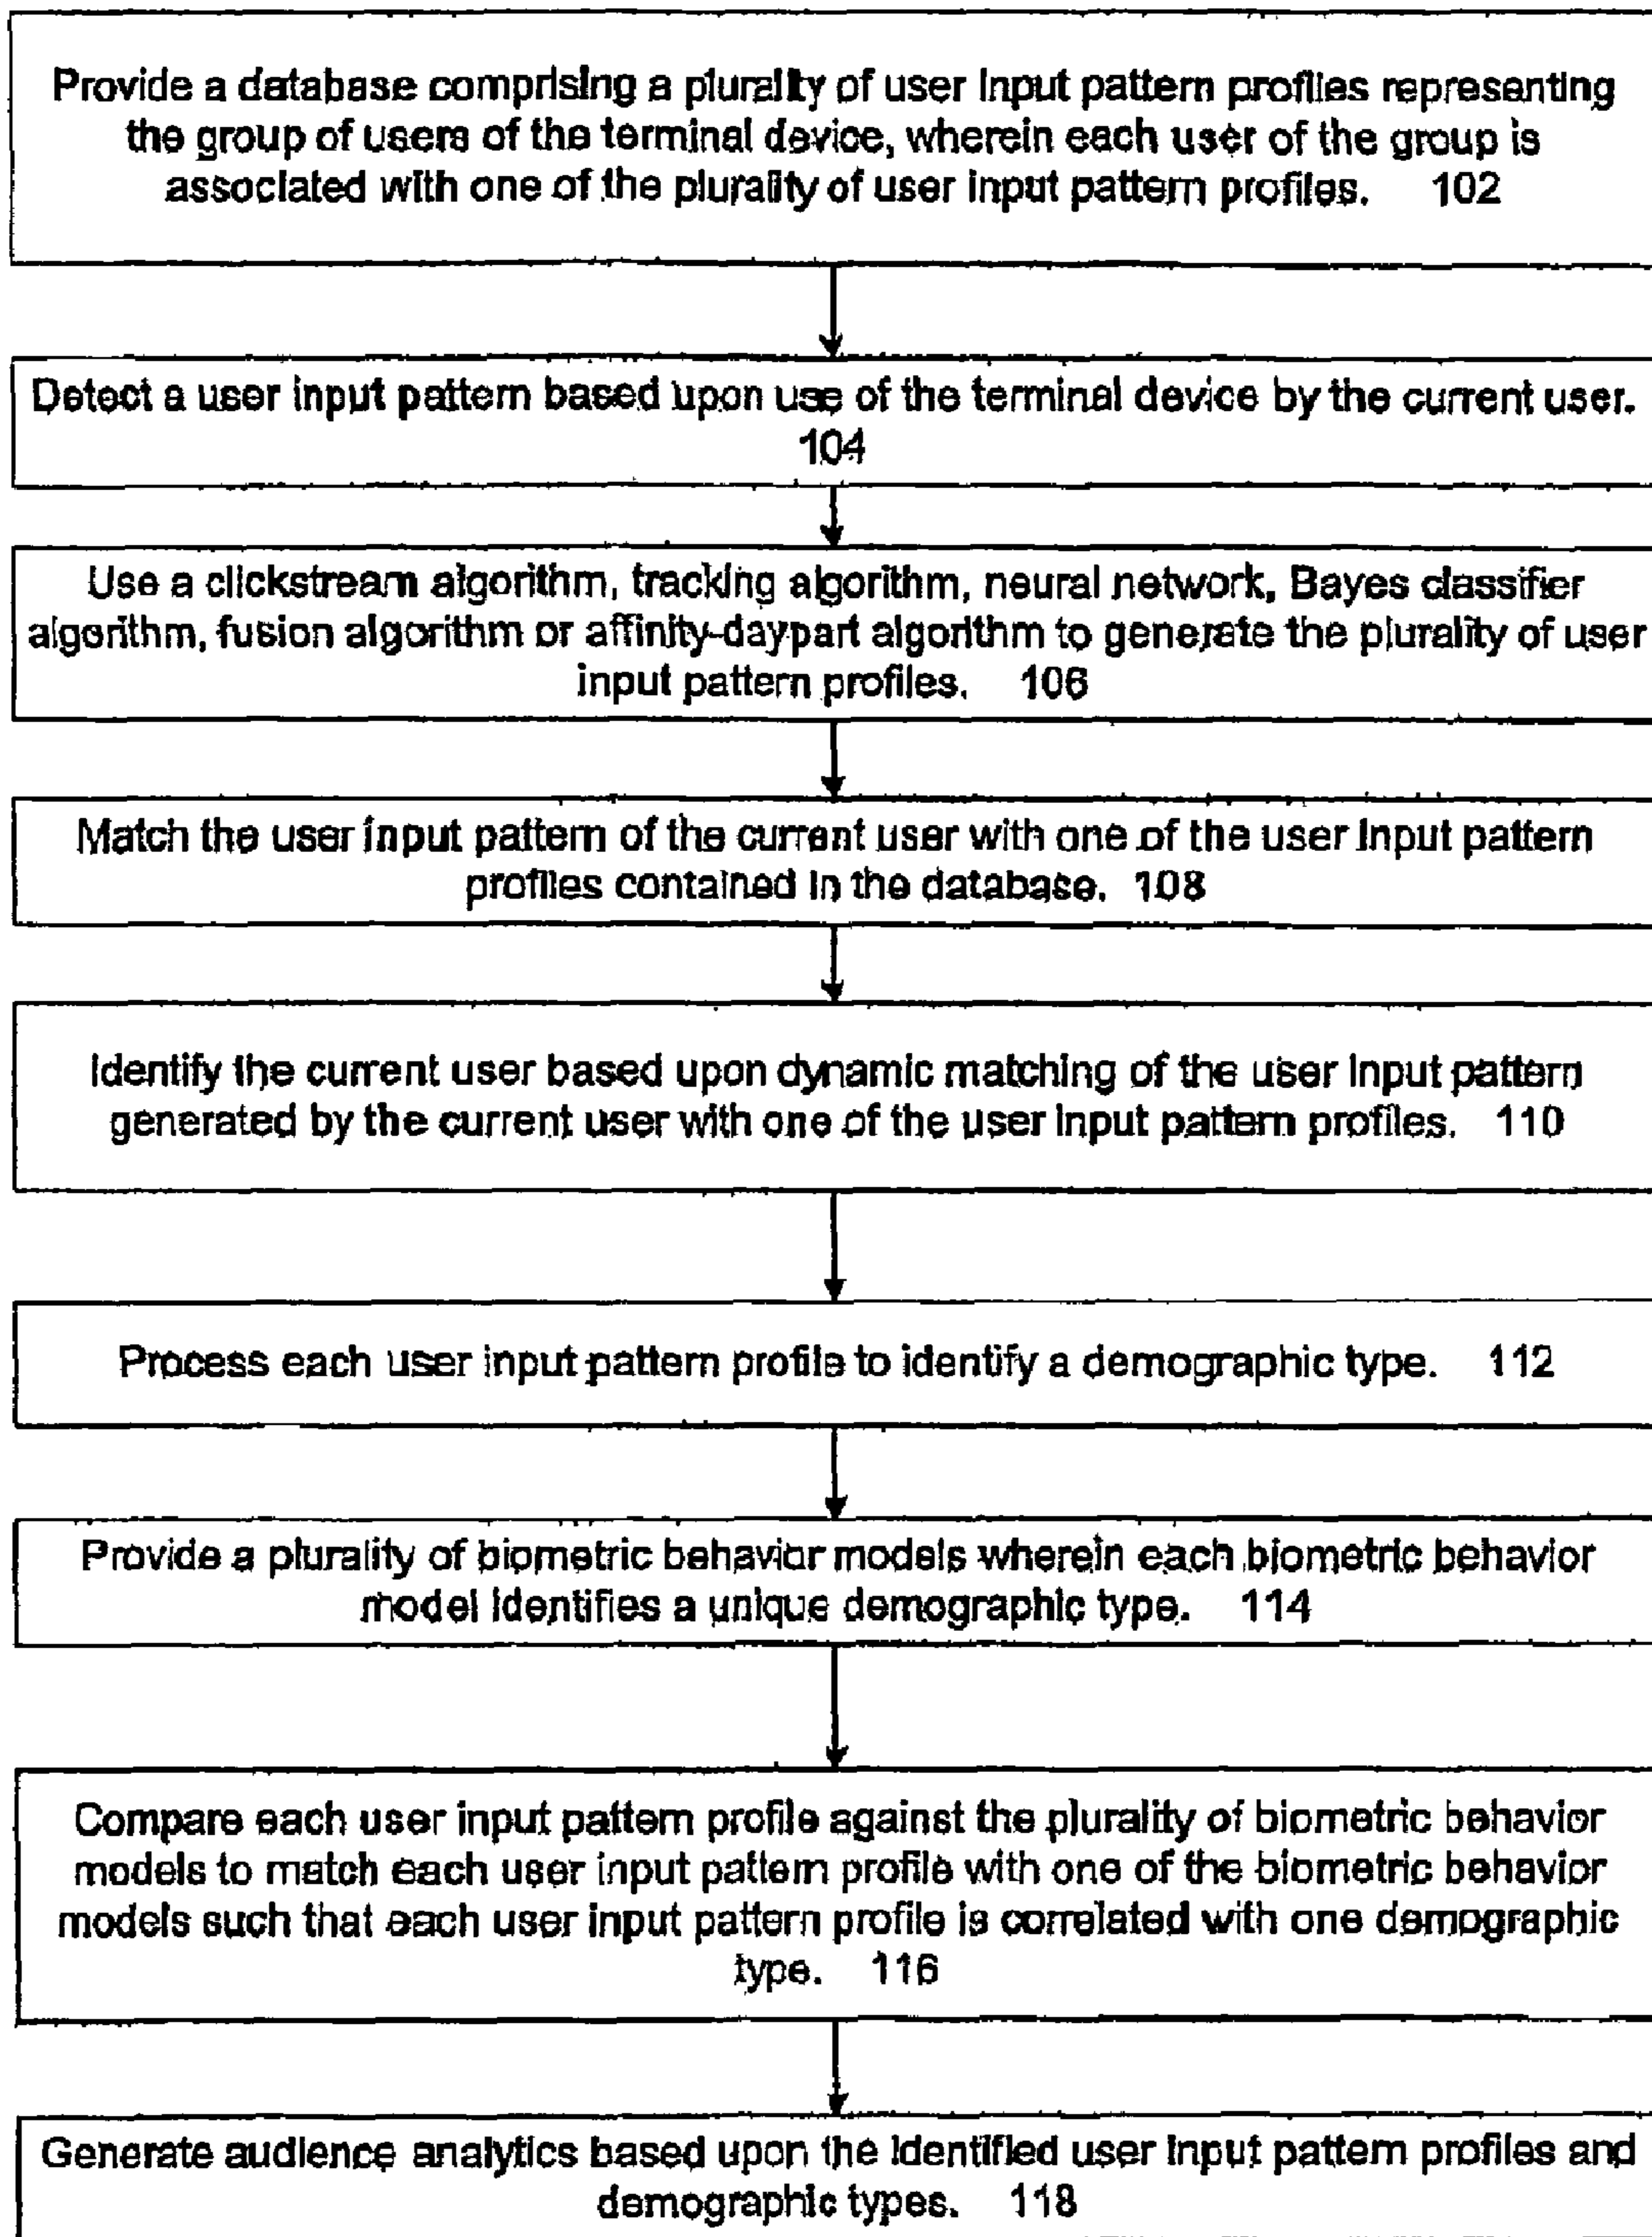 Provide a database comprising a plurality of user input pattern profiles representing
the group of users of the terminal device, wherein each user of the group is
associated with one of the plurality of user input pattern profiles. 102
Detect a user input pattern based upon use of the terminal device by the current user.
104
Use a clickstream algorithm, tracking algorithm, neural network, Bayes classifier
algorithm, fusion algorithm or affinity-daypart algorithm to generate the plurality of user
input pattern profiles. 106
Match the user input pattern of the current user with one of the user input pattern
profiles contained in the database. 108
Identify the current user based upon dynamic matching of the user input pattern
generated by the current user with one of the user input pattern profiles. 110
Process each user input pattern profile to identify a demographic type. 112
Provide a plurality of biometric behavior models wherein each biometric behavior
model identifies a unique demographic type. 114
Compare each user input pattern profile against the plurality of biometric behavior
models to match each user input pattern profile with one of the biometric behavior
models such that each user input pattern profile is correlated with one demographic
type. 116
Generate audience analytics based upon the identified user input pattern profiles and
demographic types. 118